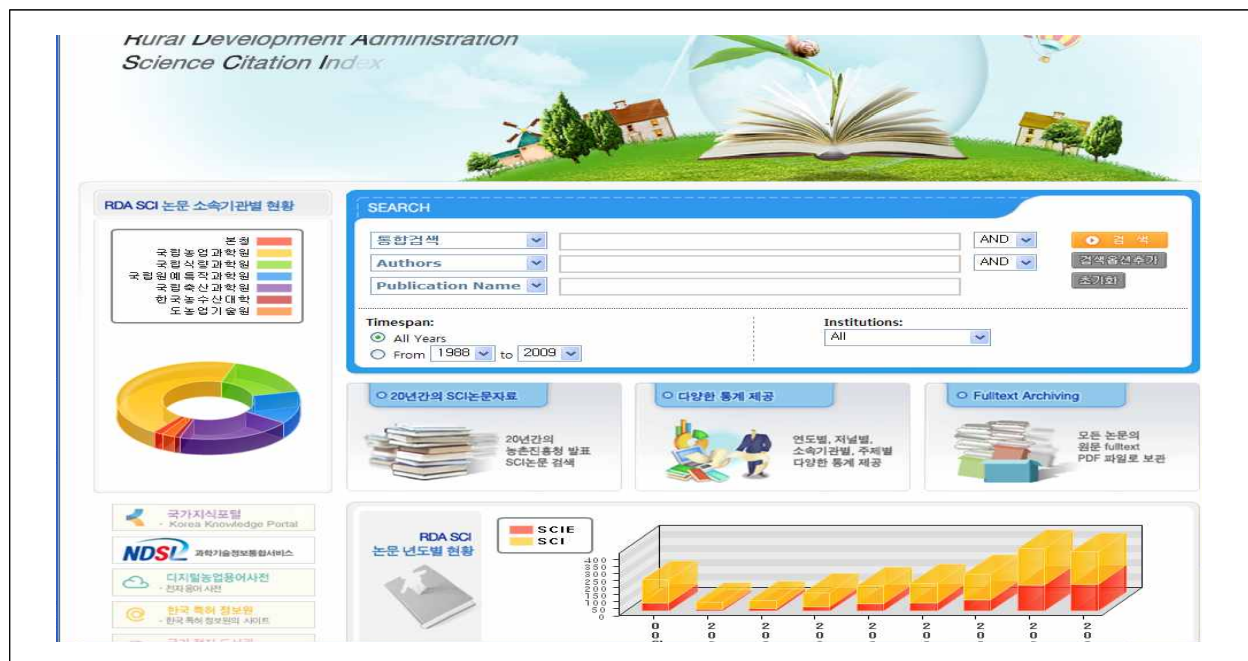 Rural Development Administration
Science Citation Index
RDA SCI 논문 소속기관별 현황
본청
국립농업과학원
국립식량과학원
국립원예특작과학원
국립축산과학원
한국농수산대학
도농업기술원
SEARCH
통합검색
AND
검 색
Authors
AND
검색옵션추가
Publication Name
초기화
Timespan:
All Years
From 1988 to 2009
Institutions:
All
20년간의 SCI논문자료
20년간의
농촌진흥청 발표
SCI논문 검색
다양한 통계 제공
연도별, 저널별,
소속기관별, 주제별
다양한 통계 제공
Fulltext Archiving
모든 논문의
원문 fulltext
PDF 파일로 보관
국가지식포털
- Korea Knowledge Portal
NDSL 과학기술정보통합서비스
디지털농업용어사전
- 전자용어 사전
한국 특허 정보원
- 한국 특허 정보원의 사이트
RDA SCI
논문 년도별 현황
SCIE
SCI
400
350
300
250
200
150
100
50
0